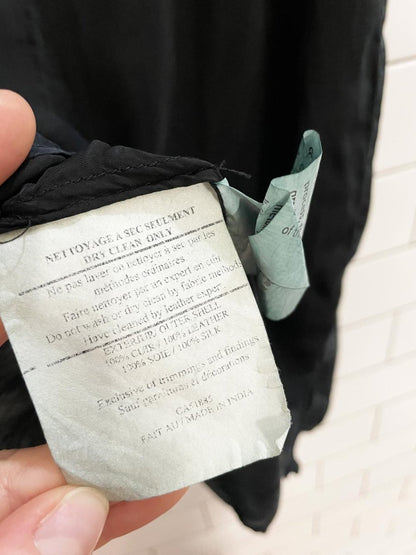 NETTOYAGE A SEC SEULMENT
DRY CLEAN ONLY
Ne pas laver ou nettoyer à sec par les
méthodes ordinaires
Faire nettoyer par an expert en cuir
Do not wash or dry clean by fabric methods
Have cleaned by leather expert
EXTERIOR/ OUTER SHELL
100% CUIR / 100% LEATHER
100% SOIE / 100% SILK
Exclusive of trimmings and findings
Sauf garnitures et décorations
CA51885
FAIT AU / MADE IN INDIA